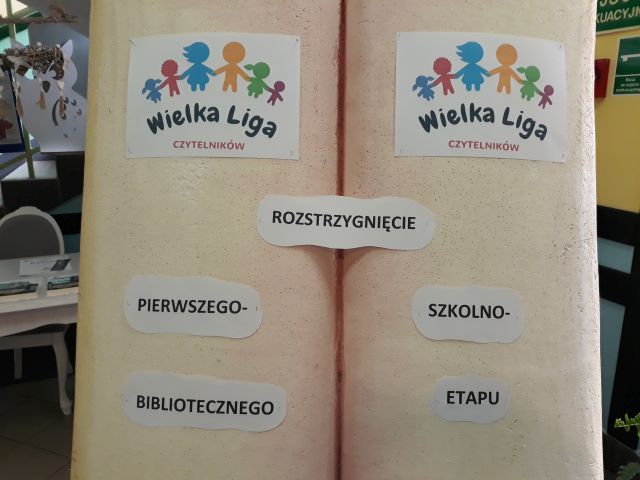 Wielka Liga
CZYTELNIKÓW
Wielka Liga
CZYTELNIKÓW
ROZSTRZYGNIĘCIE
PIERWSZEGO- SZKOLNO-
BIBLIOTECZNEGO ETAPU